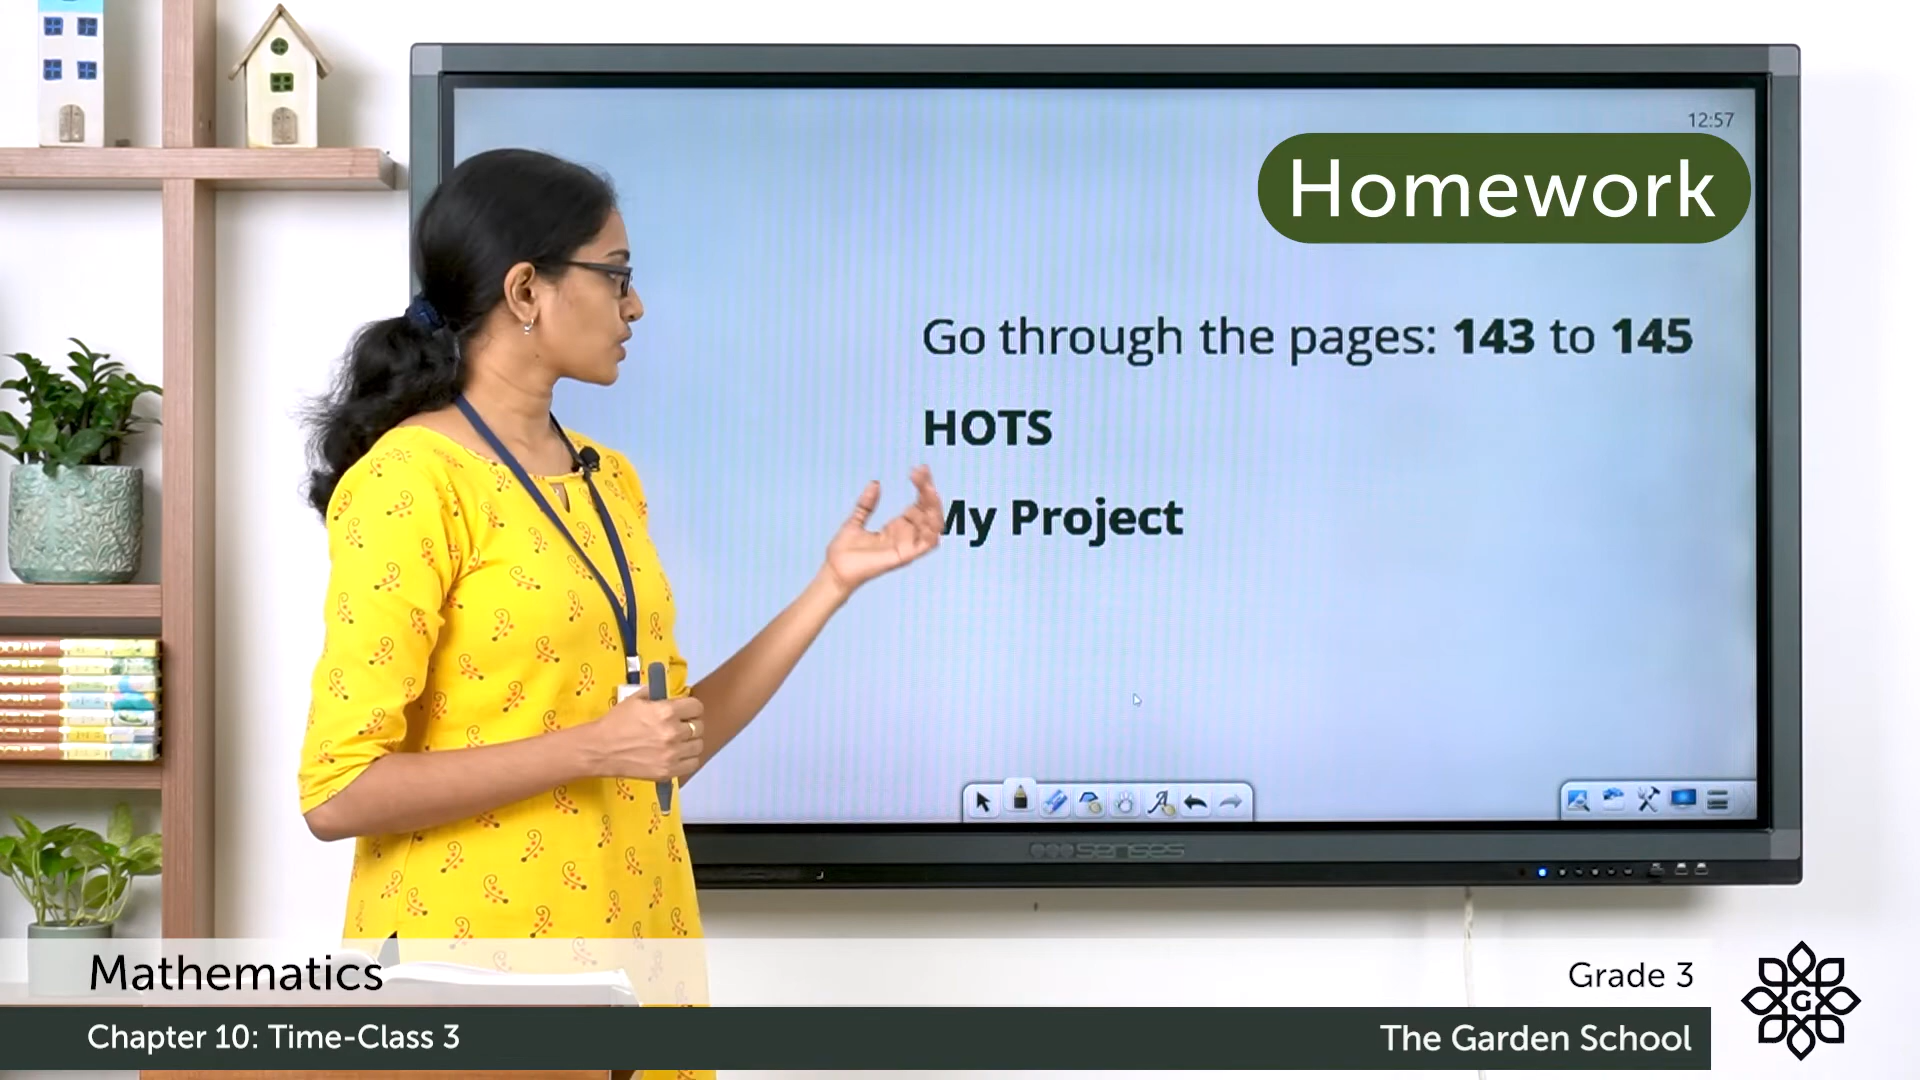 12:57
Homework
Go through the pages: 143 to 145
HOTS
My Project
senses
Mathematics
Grade 3
Chapter 10: Time-Class 3
The Garden School
G